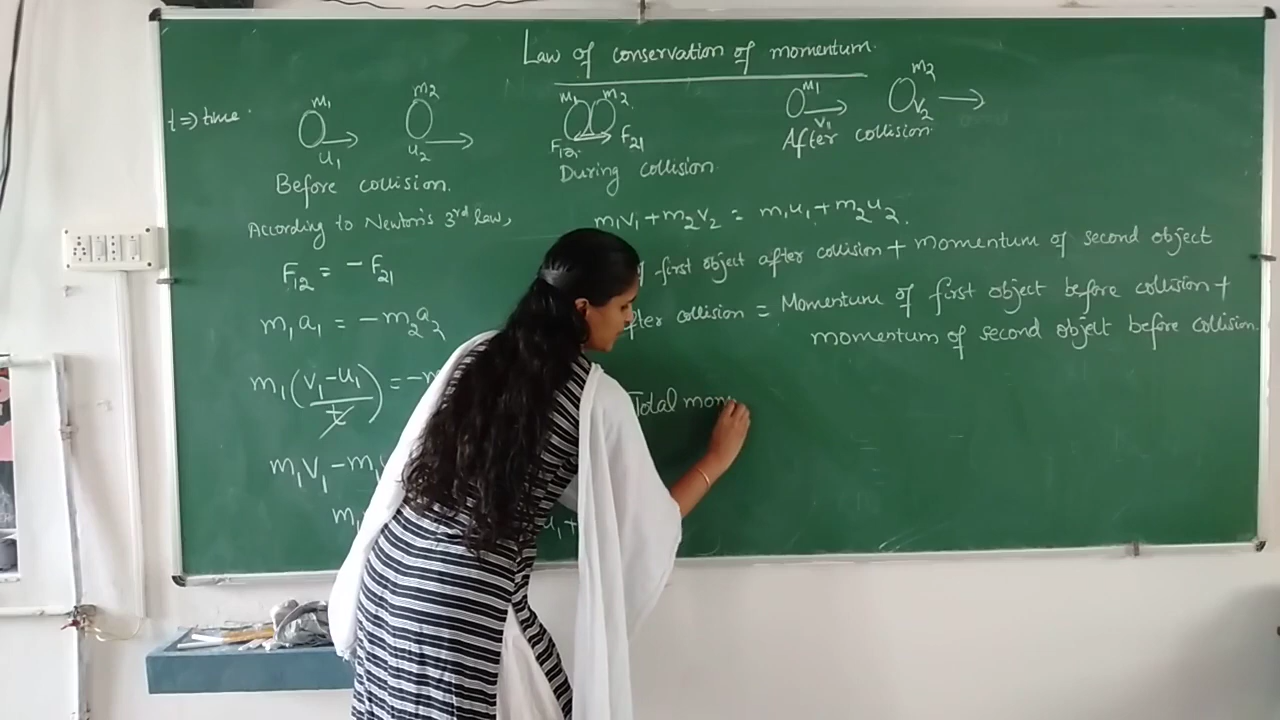 Law of conservation of momentum.
t => time.
m₁ m₂
u₁ u₂
Before collision.
m₁ m₂
F₁₂ F₂₁
During collision.
m₁ m₂
v₁ v₂
After collision.
According to Newton's 3rd law,
F₁₂ = - F₂₁
m₁a₁ = - m₂a₂
m₁(v₁-u₁/t) = -
m₁v₁ - m₁
m₁ u₁ +
m₁v₁ + m₂v₂ = m₁u₁ + m₂u₂.
first object after collision + momentum of second object
collision = Momentum of first object before collision +
momentum of second object before collision.
Total mom